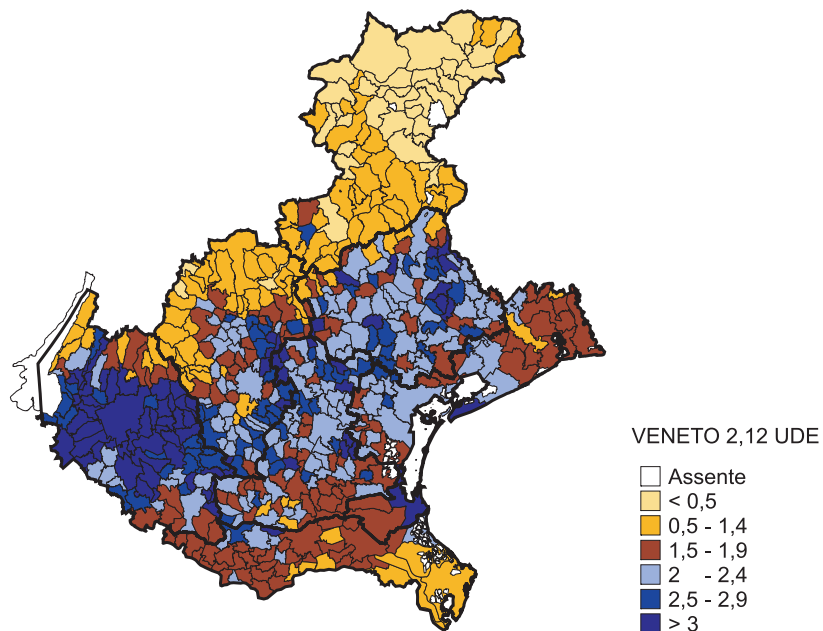 VENETO 2,12 UDE
Assente
< 0,5
0,5 - 1,4
1,5 - 1,9
2 - 2,4
2,5 - 2,9
> 3